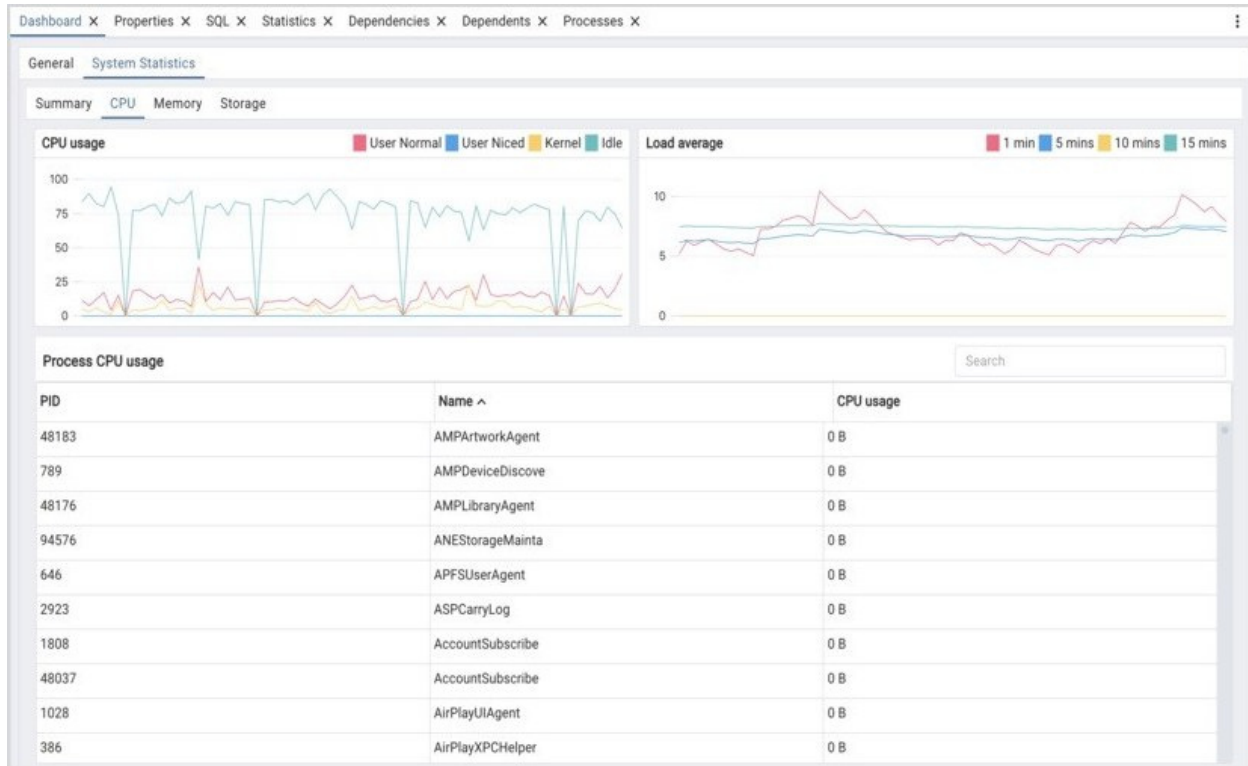 Dashboard X Properties X SQL X Statistics X Dependencies X Dependents X Processes X
General System Statistics
Summary CPU Memory Storage
CPU usage User Normal User Niced Kernel Idle
100
75
50
25
0
Load average 1 min 5 mins 10 mins 15 mins
10
5
0
Process CPU usage Search
PID Name CPU usage
48183 AMPArtworkAgent 0 B
789 AMPDeviceDiscove 0 B
48176 AMPLibraryAgent 0 B
94576 ANEStorageMainta 0 B
646 APFSUserAgent 0 B
2923 ASPCarryLog 0 B
1808 AccountSubscribe 0 B
48037 AccountSubscribe 0 B
1028 AirPlayUIAgent 0 B
386 AirPlayXPCHelper 0 B